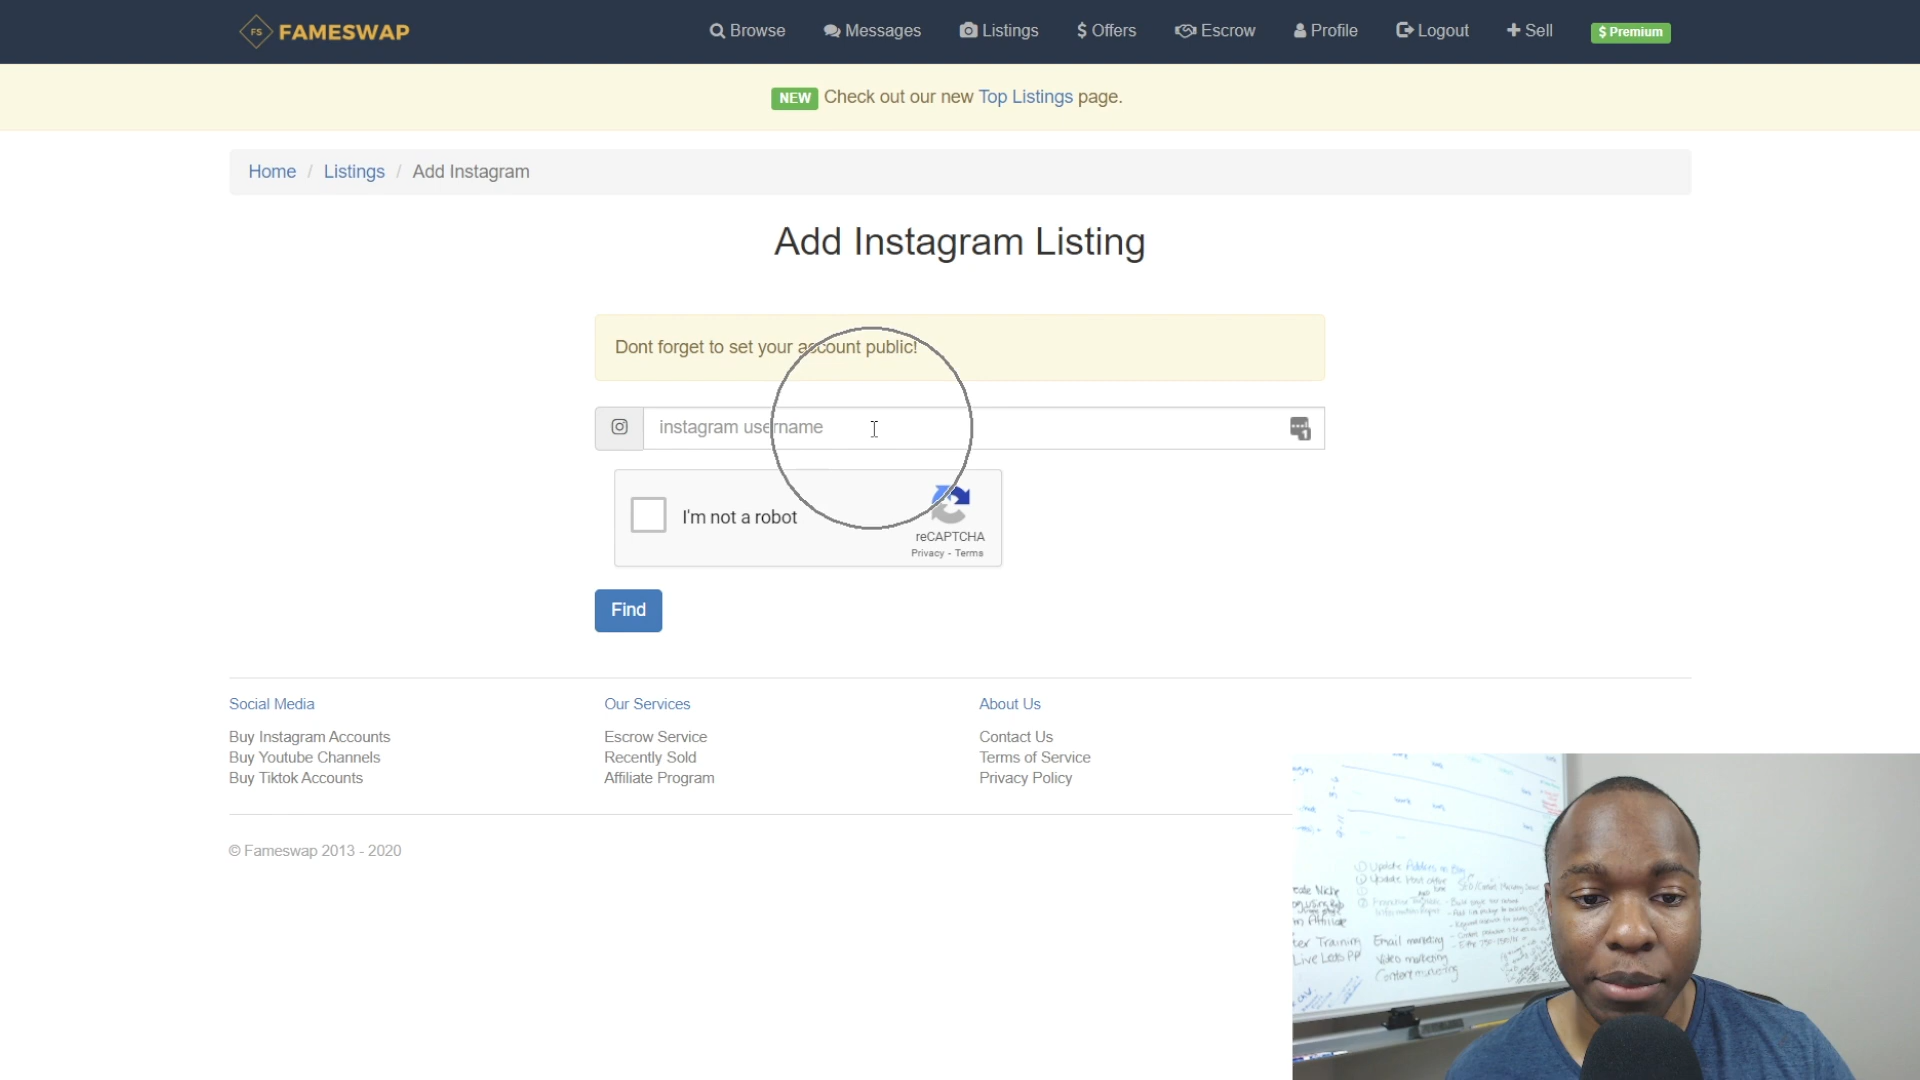 FS FAMESWAP
Browse Messages Listings $ Offers Escrow Profile Logout + Sell $ Premium
NEW Check out our new Top Listings page.
Home / Listings / Add Instagram
Add Instagram Listing
Dont forget to set your account public!
instagram username
1
I'm not a robot
reCAPTCHA
Privacy - Terms
Find
Social Media
Buy Instagram Accounts
Buy Youtube Channels
Buy Tiktok Accounts
Our Services
Escrow Service
Recently Sold
Affiliate Program
About Us
Contact Us
Terms of Service
Privacy Policy
© Fameswap 2013 - 2020
Email marketing
Video marketing
Content marketing